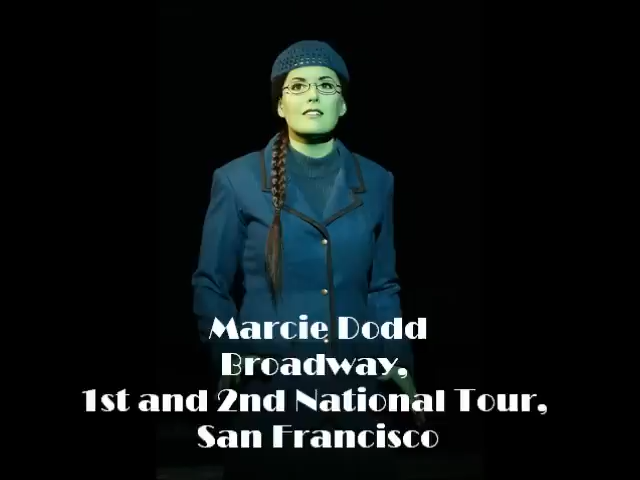 Marcie Dodd
Broadway,
1st and 2nd National Tour,
San Francisco